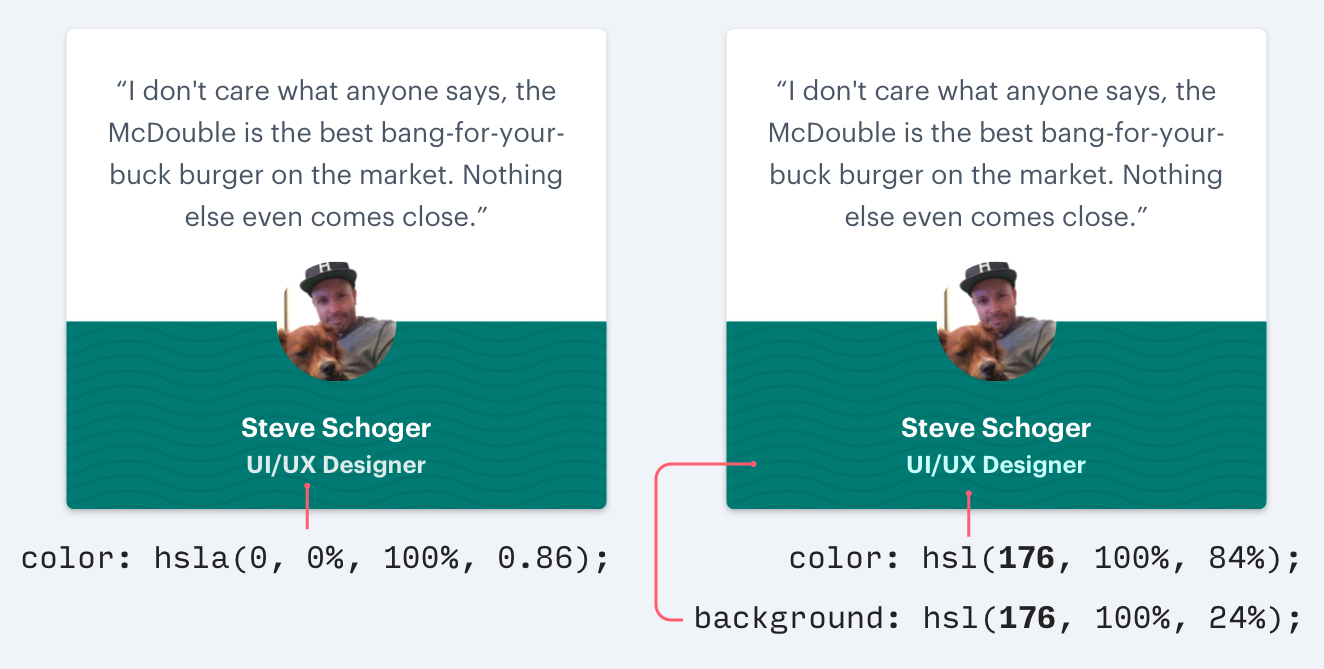 “I don't care what anyone says, the
McDouble is the best bang-for-your-
buck burger on the market. Nothing
else even comes close.”
H
Steve Schoger
UI/UX Designer
color: hsla(0, 0%, 100%, 0.86);
“I don't care what anyone says, the
McDouble is the best bang-for-your-
buck burger on the market. Nothing
else even comes close.”
H
Steve Schoger
UI/UX Designer
color: hsl(176, 100%, 84%);
background: hsl(176, 100%, 24%);